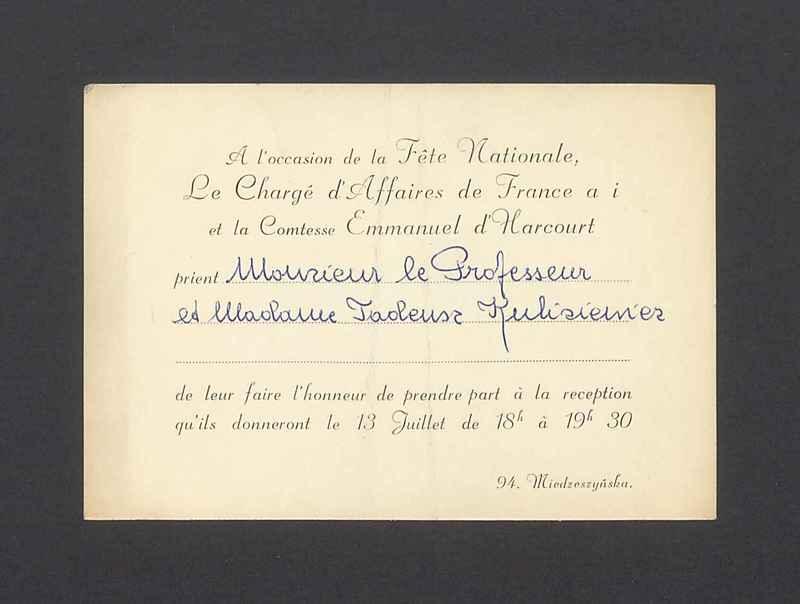 A l'occasion de la Fête Nationale,
Le Chargé d'Affaires de France a i
et la Comtesse Emmanuel d'Harcourt
prient Monsieur le Professeur
et Madame Tadeusz Kulisiewicz
de leur faire l'honneur de prendre part à la reception
qu'ils donneront le 13 Juillet de 18h à 19h 30
94. Miedzeszyńska.